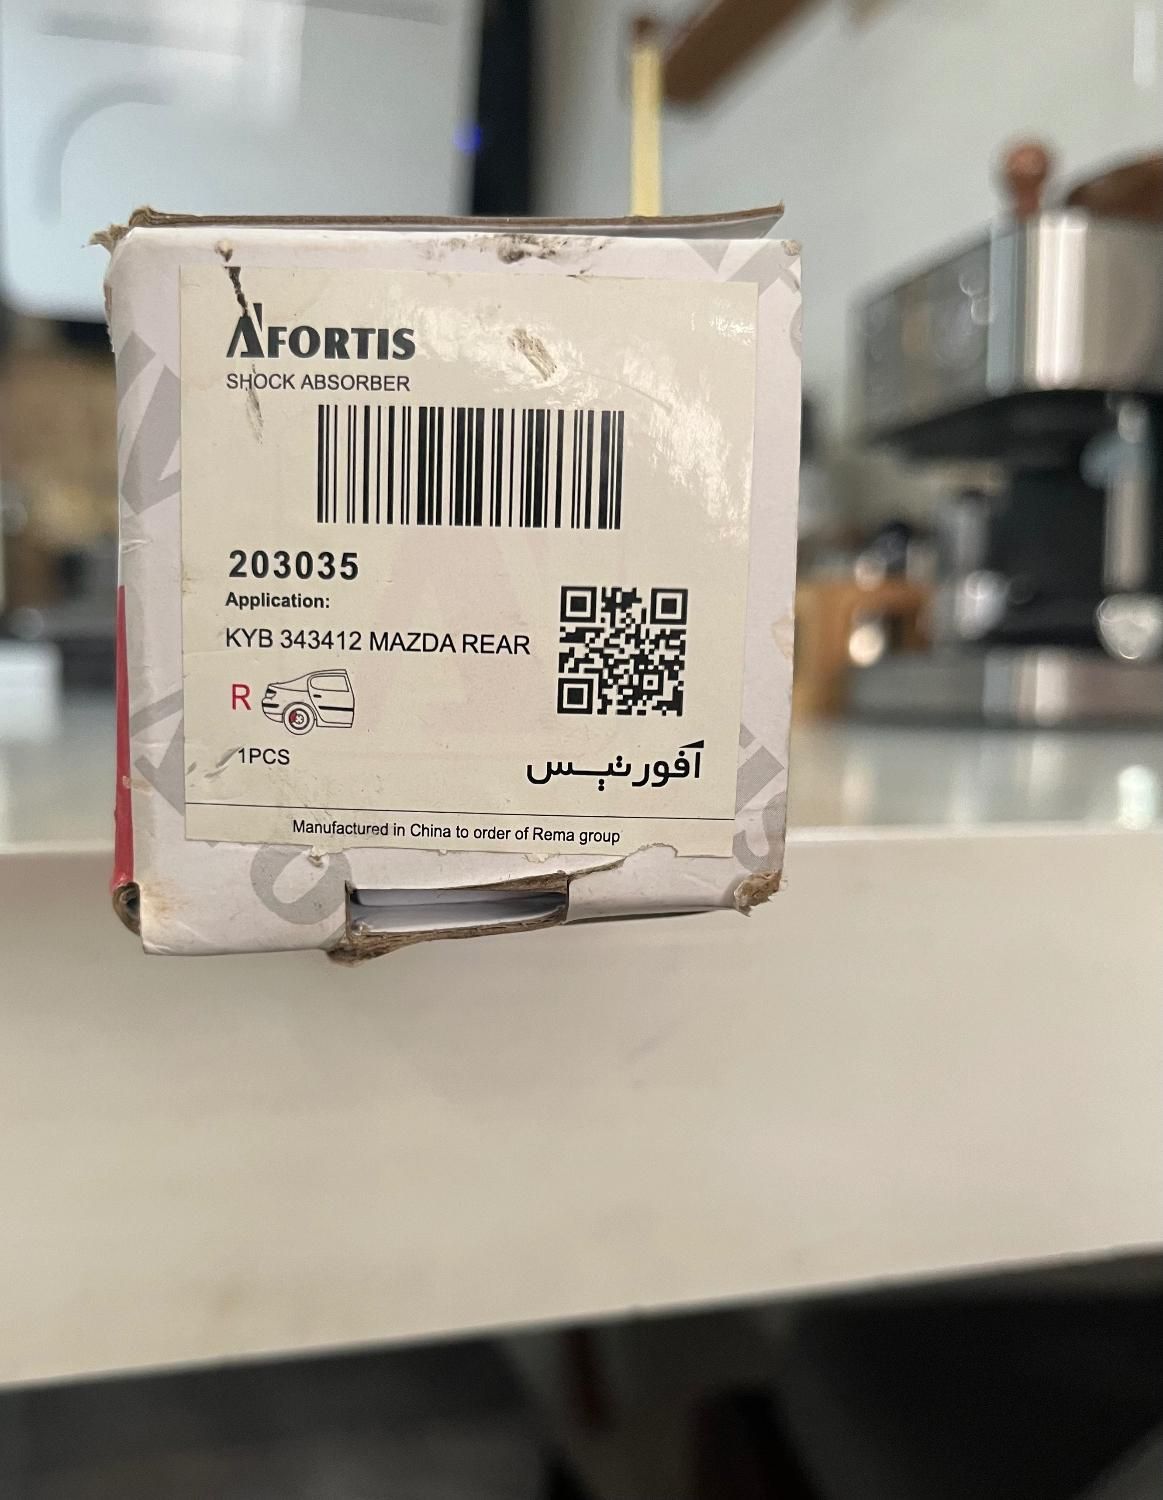 AFORTIS
SHOCK ABSORBER
203035
Application:
KYB 343412 MAZDA REAR
R
1PCS
آفورتیس
Manufactured in China to order of Rema group